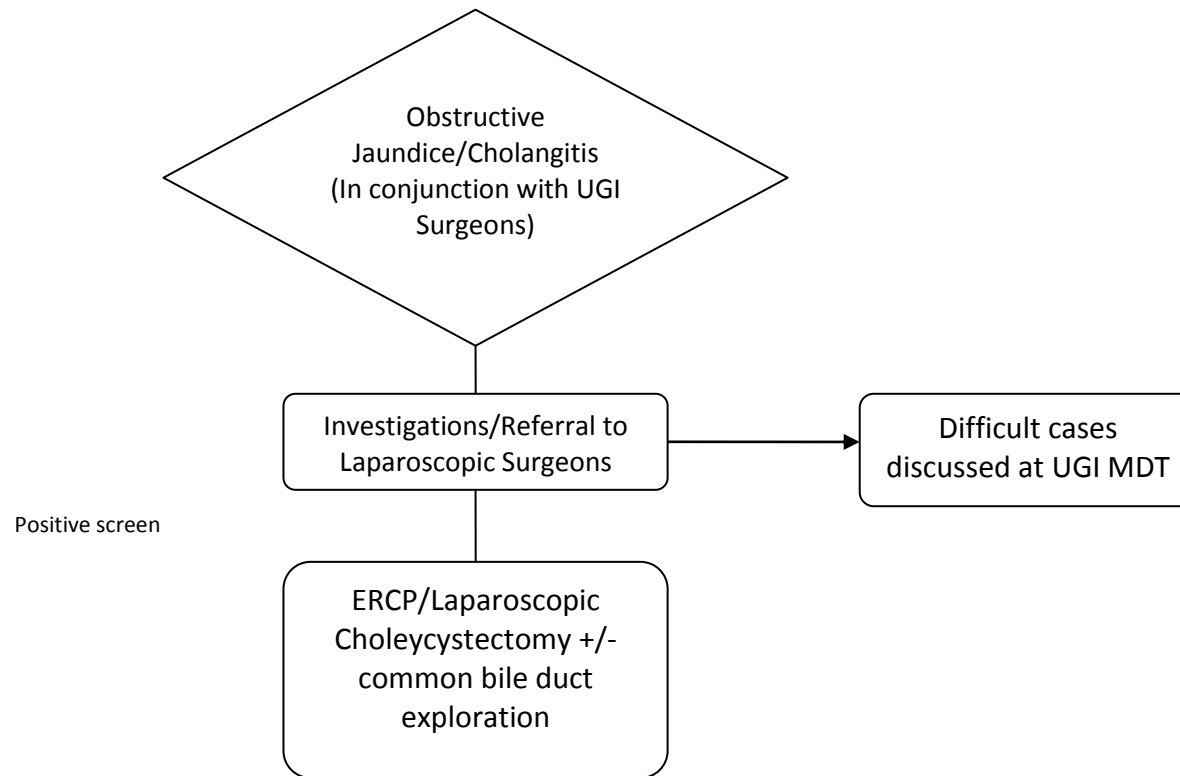 Obstructive
Jaundice/Cholangitis
(In conjunction with UGI
Surgeons)
Investigations/Referral to
Laparoscopic Surgeons
Difficult cases
discussed at UGI MDT
Positive screen
ERCP/Laparoscopic
Choleycystectomy +/-
common bile duct
exploration